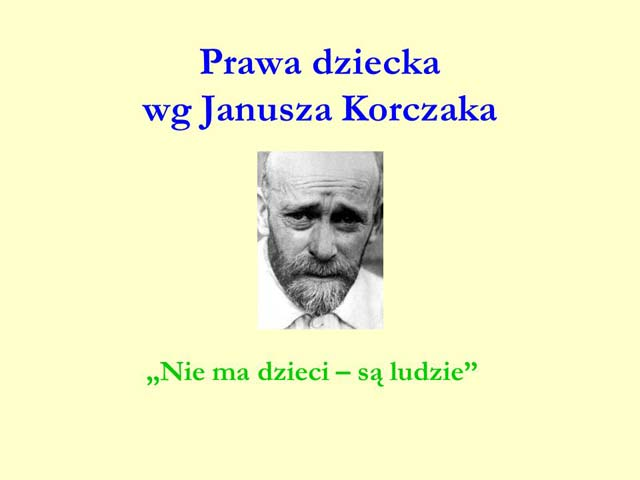 Prawa dziecka
wg Janusza Korczaka
„Nie ma dzieci – są ludzie”